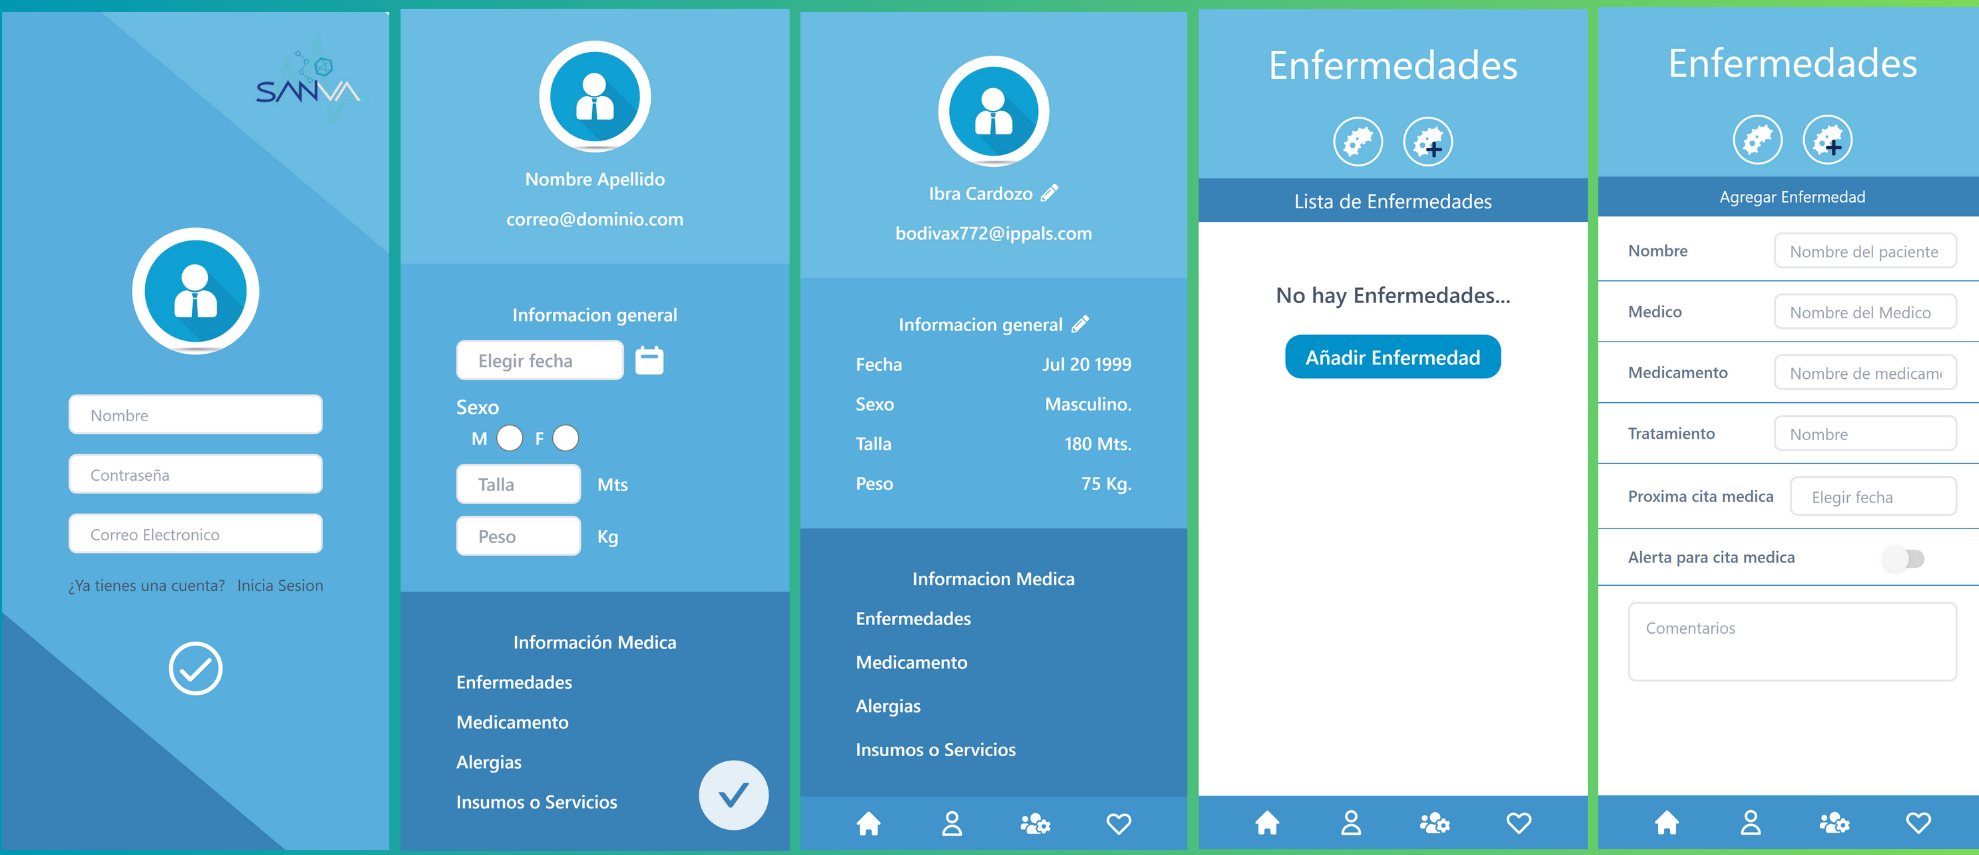 SANVA
Nombre
Contraseña
Correo Electronico
¿Ya tienes una cuenta? Inicia Sesion
Nombre Apellido
correo@dominio.com
Informacion general
Elegir fecha
Sexo
M F
Talla Mts
Peso Kg
Información Medica
Enfermedades
Medicamento
Alergias
Insumos o Servicios
Ibra Cardozo
bodivax772@ippals.com
Informacion general
Fecha Jul 20 1999
Sexo Masculino.
Talla 180 Mts.
Peso 75 Kg.
Informacion Medica
Enfermedades
Medicamento
Alergias
Insumos o Servicios
Enfermedades
Lista de Enfermedades
No hay Enfermedades...
Añadir Enfermedad
Enfermedades
Agregar Enfermedad
Nombre Nombre del paciente
Medico Nombre del Medico
Medicamento Nombre de medicam
Tratamiento Nombre
Proxima cita medica Elegir fecha
Alerta para cita medica
Comentarios